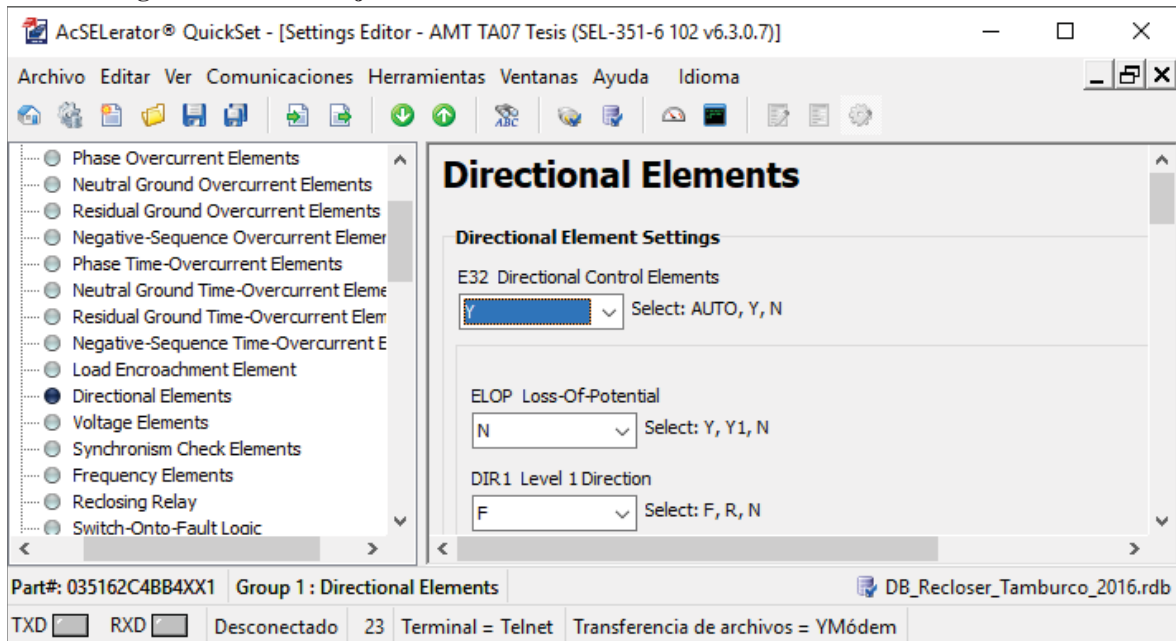 AcSELerator® QuickSet - [Settings Editor - AMT TA07 Tesis (SEL-351-6 102 v6.3.0.7)]
Archivo Editar Ver Comunicaciones Herramientas Ventanas Ayuda Idioma
ABC
Phase Overcurrent Elements
Neutral Ground Overcurrent Elements
Residual Ground Overcurrent Elements
Negative-Sequence Overcurrent Elemer
Phase Time-Overcurrent Elements
Neutral Ground Time-Overcurrent Eleme
Residual Ground Time-Overcurrent Elem
Negative-Sequence Time-Overcurrent E
Load Encroachment Element
Directional Elements
Voltage Elements
Synchronism Check Elements
Frequency Elements
Reclosing Relay
Switch-Onto-Fault Logic
Directional Elements
Directional Element Settings
E32 Directional Control Elements
Y Select: AUTO, Y, N
ELOP Loss-Of-Potential
N Select: Y, Y1, N
DIR1 Level 1 Direction
F Select: F, R, N
Part#: 035162C4BB4XX1 Group 1 : Directional Elements DB_Recloser_Tamburco_2016.rdb
TXD RXD Desconectado 23 Terminal = Telnet Transferencia de archivos = YMódem